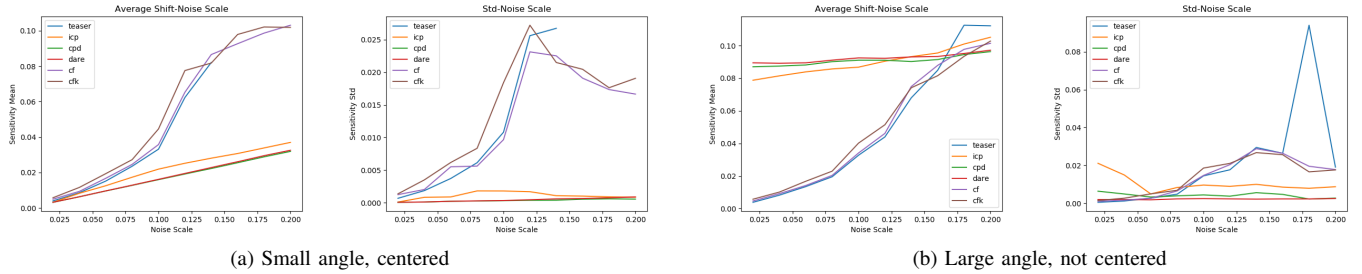 Average Shift-Noise Scale
Sensitivity Mean
0.10
0.08
0.06
0.04
0.02
0.00
teaser
icp
cpd
dare
cf
cfk
0.025 0.050 0.075 0.100 0.125 0.150 0.175 0.200
Noise Scale
Std-Noise Scale
Sensitivity Std
0.025
0.020
0.015
0.010
0.005
0.000
teaser
icp
cpd
dare
cf
cfk
0.025 0.050 0.075 0.100 0.125 0.150 0.175 0.200
Noise Scale
(a) Small angle, centered
Average Shift-Noise Scale
Sensitivity Mean
0.10
0.08
0.06
0.04
0.02
0.00
teaser
icp
cpd
dare
cf
cfk
0.025 0.050 0.075 0.100 0.125 0.150 0.175 0.200
Noise Scale
Std-Noise Scale
Sensitivity Std
0.08
0.06
0.04
0.02
0.00
teaser
icp
cpd
dare
cf
cfk
0.025 0.050 0.075 0.100 0.125 0.150 0.175 0.200
Noise Scale
(b) Large angle, not centered